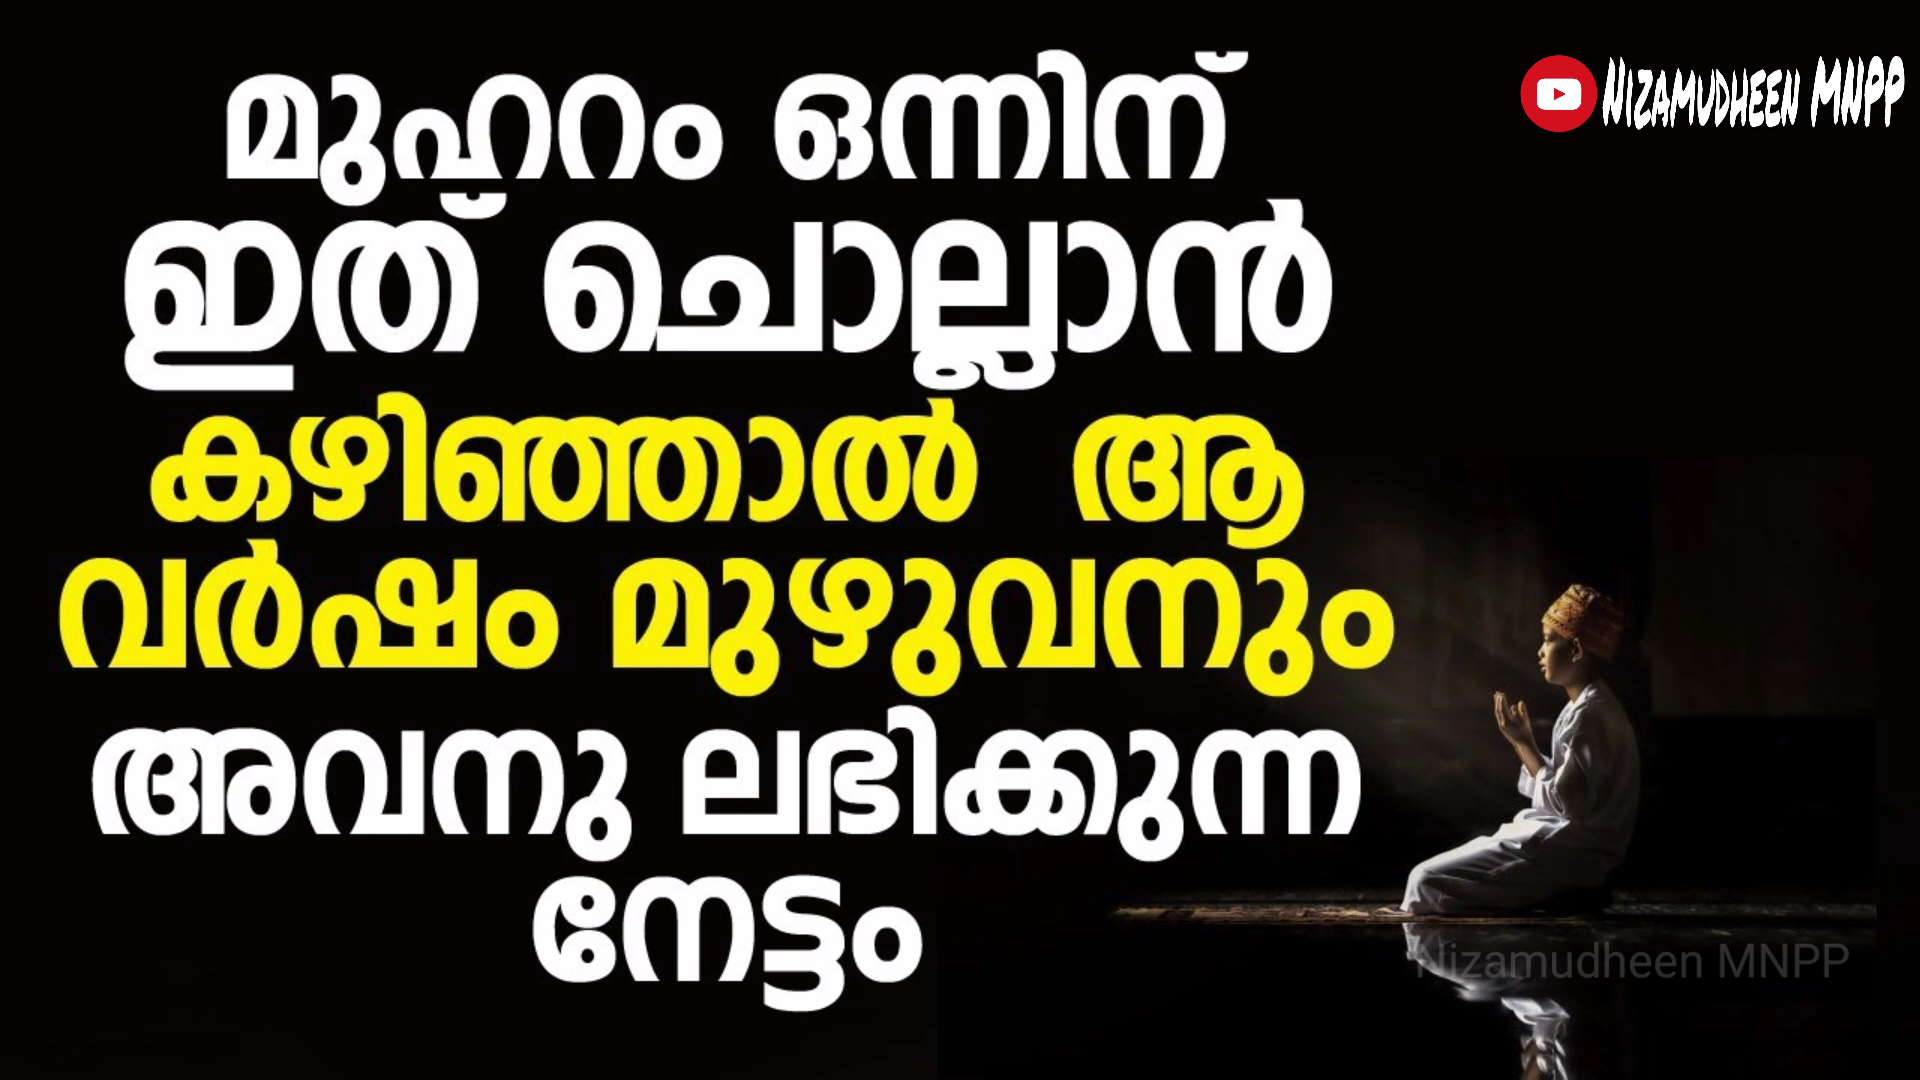 മുഹറം ഒന്നിന്
ഇത് ചൊല്ലാൻ
കഴിഞ്ഞാൽ ആ
വർഷം മുഴുവനും
അവനു ലഭിക്കുന്ന
നേട്ടം
NIZAMUDHEEN MNPP
Nizamudheen MNPP